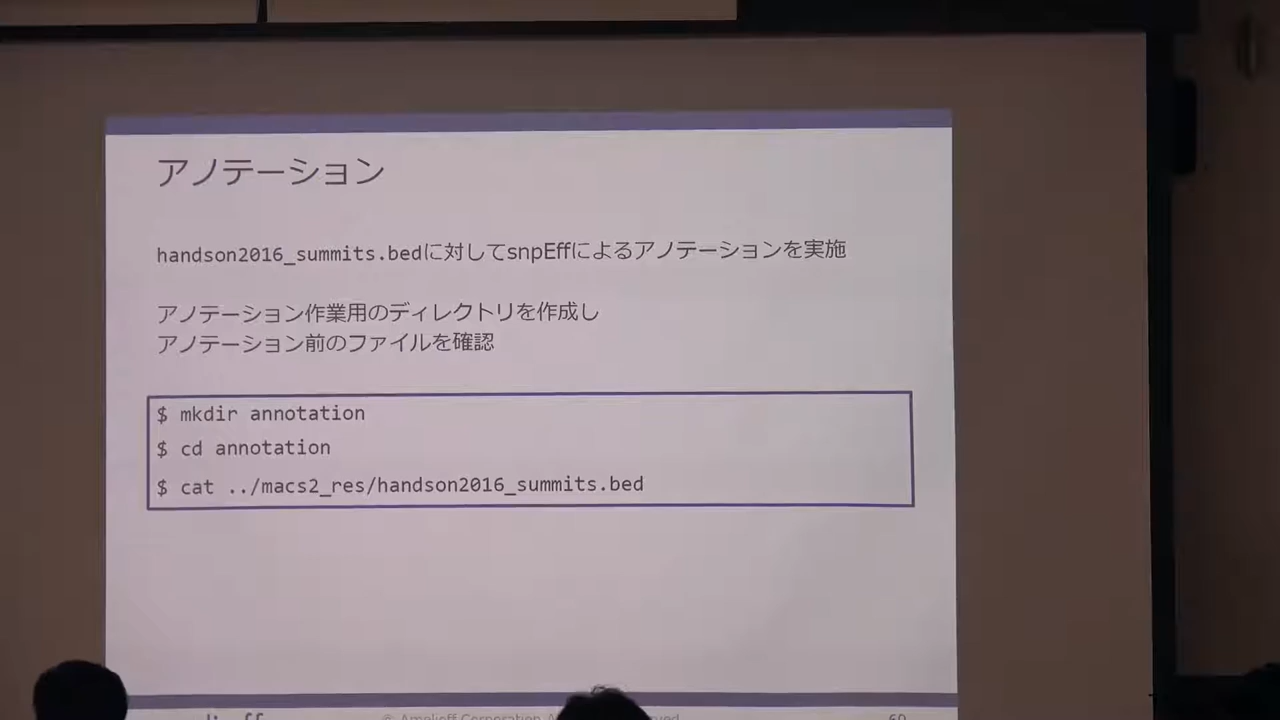 アノテーション
handson2016_summits.bedに対してsnpEffによるアノテーションを実施
アノテーション作業用のディレクトリを作成し
アノテーション前のファイルを確認
$ mkdir annotation
$ cd annotation
$ cat ../macs2_res/handson2016_summits.bed
© Amelieff Corporation